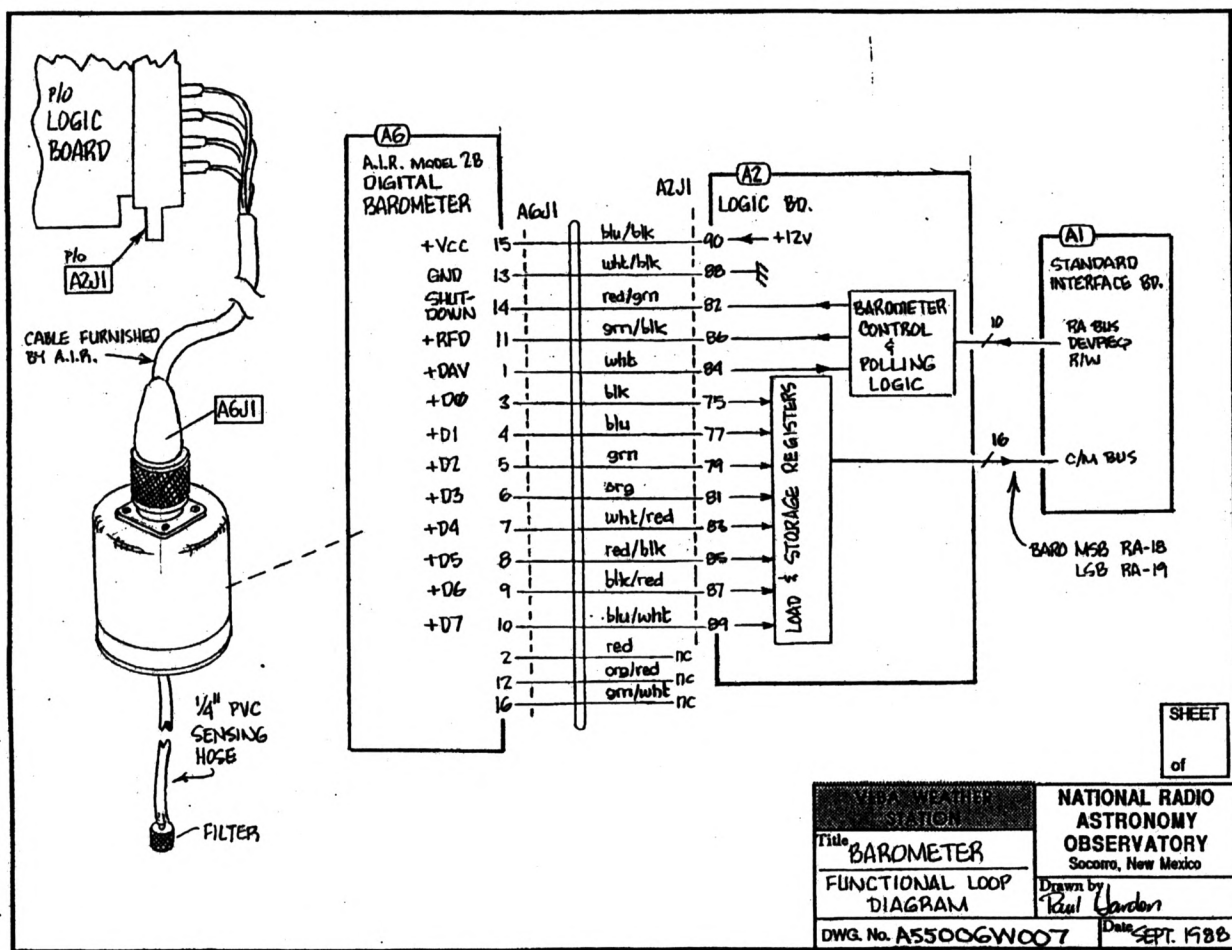 P/O
LOGIC
BOARD
P/O
A2J1
CABLE FURNISHED
BY A.I.R.
A6J1
1/4" PVC
SENSING
HOSE
FILTER
A6
A.I.R. MODEL 2B
DIGITAL
BAROMETER
A6J1
A2J1
A2
LOGIC BD.
+VCC 15 blu/blk 90 +12V
GND 13 wht/blk 88
SHUT-
DOWN 14 red/grn 82
+RFD 11 grn/blk 86
+DAV 1 wht 84
+D0 3 blk 75
+D1 4 blu 77
+D2 5 grn 79
+D3 6 org 81
+D4 7 wht/red 83
+D5 8 red/blk 85
+D6 9 blk/red 87
+D7 10 blu/wht 89
2 red nc
12 org/red nc
16 grn/wht nc
BAROMETER
CONTROL
&
POLLING
LOGIC
LOAD & STORAGE REGISTERS
10
16
A1
STANDARD
INTERFACE BD.
RA BUS
DEVREQ
R/W
C/M BUS
BARO MSB RA-18
LSB RA-19
SHEET
of
WEATHER
STATION
Title BAROMETER
FUNCTIONAL LOOP
DIAGRAM
DWG. No. A55006W007
NATIONAL RADIO
ASTRONOMY
OBSERVATORY
Socorro, New Mexico
Drawn by
Paul Harden
Date SEPT. 1988